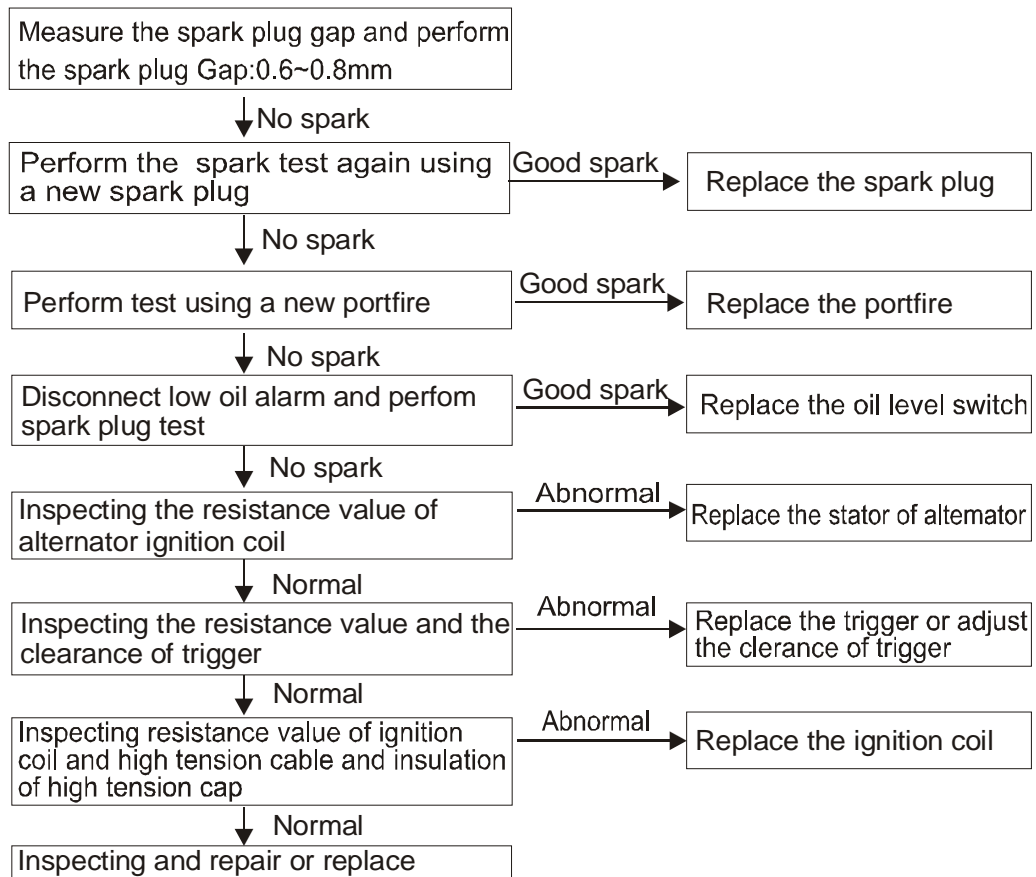 Measure the spark plug gap and perform
the spark plug Gap:0.6~0.8mm
No spark
Perform the spark test again using
a new spark plug
Good spark
Replace the spark plug
No spark
Perform test using a new portfire
Good spark
Replace the portfire
No spark
Disconnect low oil alarm and perfom
spark plug test
Good spark
Replace the oil level switch
No spark
Inspecting the resistance value of
alternator ignition coil
Abnormal
Replace the stator of altemator
Normal
Inspecting the resistance value and the
clearance of trigger
Abnormal
Replace the trigger or adjust
the clerance of trigger
Normal
Inspecting resistance value of ignition
coil and high tension cable and insulation
of high tension cap
Abnormal
Replace the ignition coil
Normal
Inspecting and repair or replace